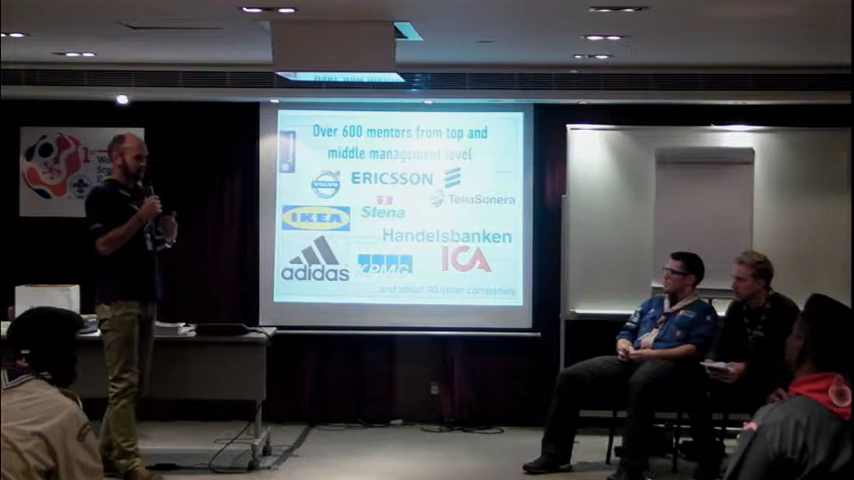 Over 600 mentors from top and
middle management level
VOLVO
ERICSSON
TeliaSonera
Stena
IKEA
Handelsbanken
adidas
KPMG
ICA
and about 40 other companies
1st